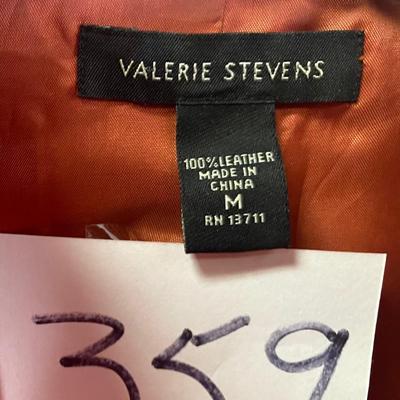 VALERIE STEVENS
100% LEATHER
MADE IN
CHINA
M
RN 13711
359